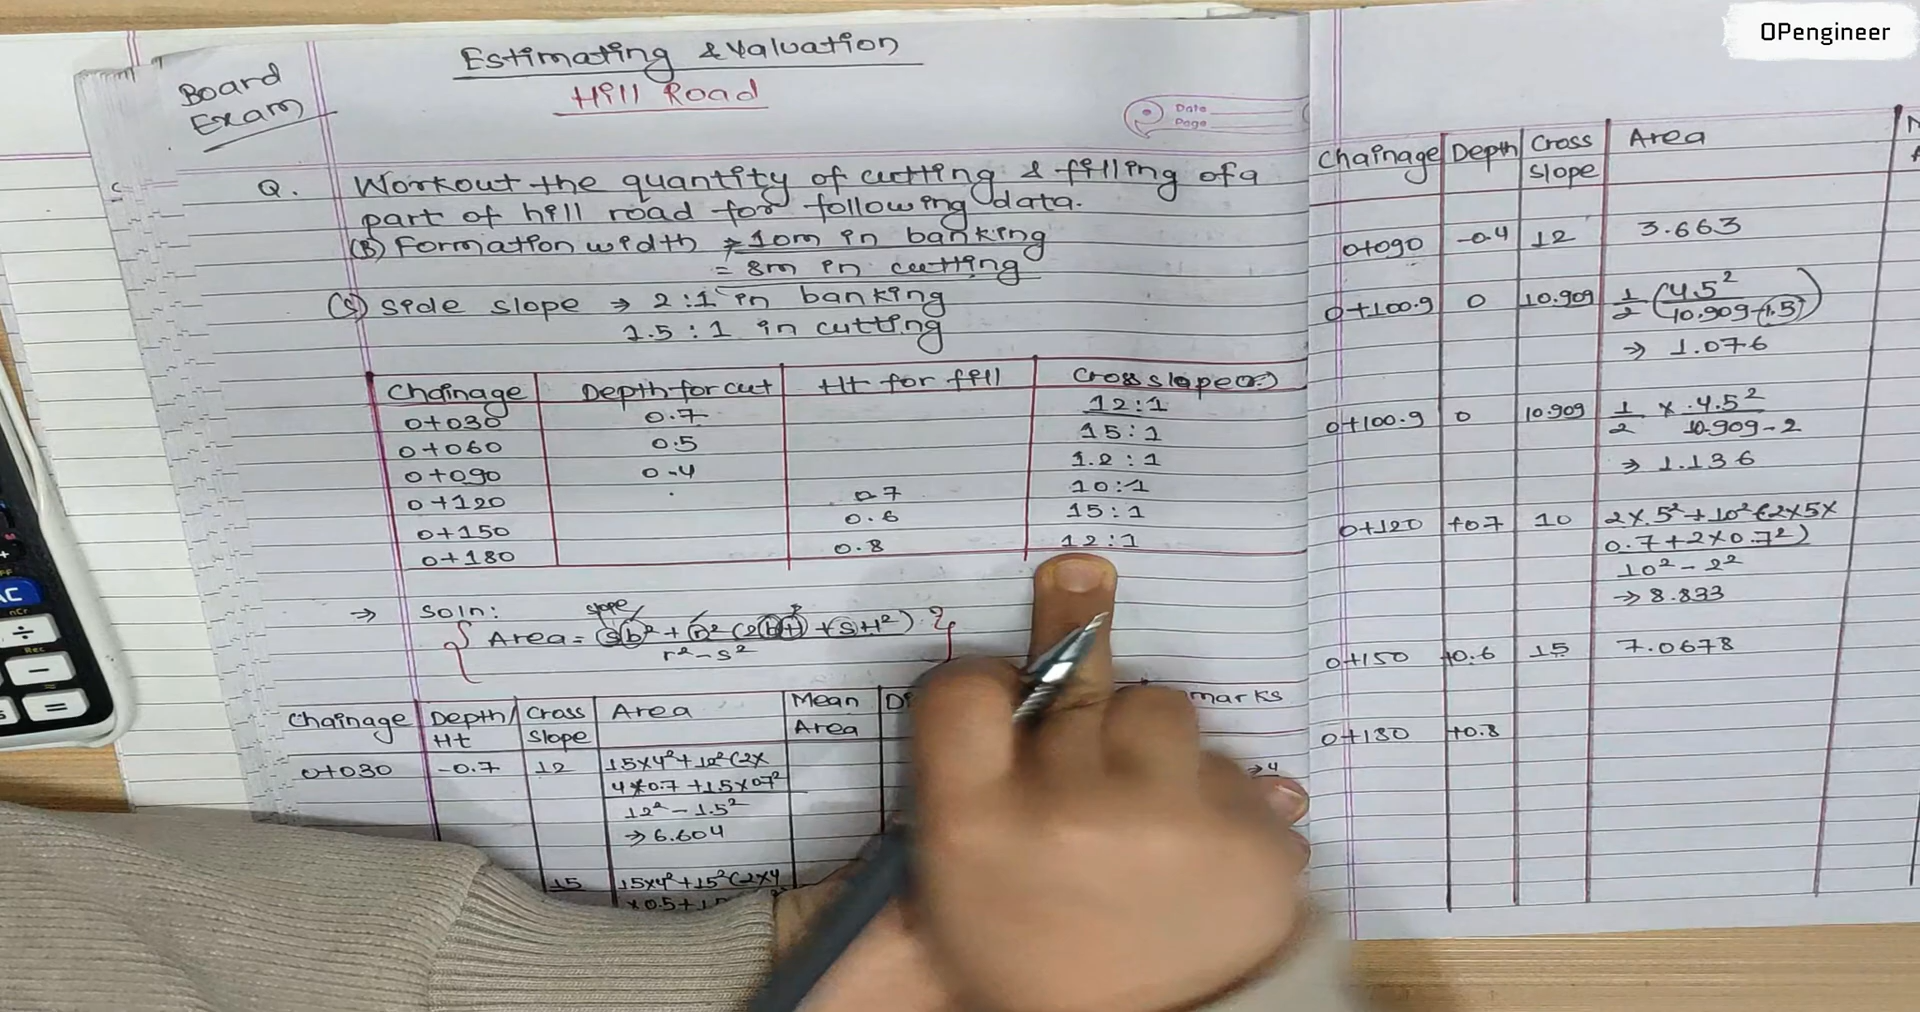 OPengineer
Board
Exam
Estimating & Valuation
Hill Road
Date
Page
Q. Workout the quantity of cutting & filling of a
part of hill road for following data.
(B) Formation width → 10m in banking
= 8m in cutting
(S) side slope → 2:1 in banking
1.5:1 in cutting
Chainage Depth for cut Ht for fill Cross slope(r)
0+030 0.7 12:1
0+060 0.5 15:1
0+090 0.4 1.2:1
0+120 0.7 10:1
0+150 0.6 15:1
0+180 0.8 12:1
→ Soln: slope
Area = sb² + r²(2bH + SH²)
r² - s²
Chainage Depth/ Cross Area Mean
Ht Slope Area
marks
0+030 -0.7 12 1.5×4²+12²(2×
4×0.7+1.5×0.7²
12² - 1.5²
→ 6.604
→4
15 1.5×4²+15²(2×4
×0.5+
Chainage Depth Cross Area
Slope
0+090 -0.4 12 3.663
0+100.9 0 10.909 1/2 (4.5²
10.909-1.5)
→ 1.076
0+100.9 0 10.909 1/2 × 4.5²
10.909-2
→ 1.136
0+120 +0.7 10 2×5²+10²(2×5×
0.7+2×0.7²)
10² - 2²
→ 8.833
0+150 +0.6 15 7.0678
0+180 +0.8